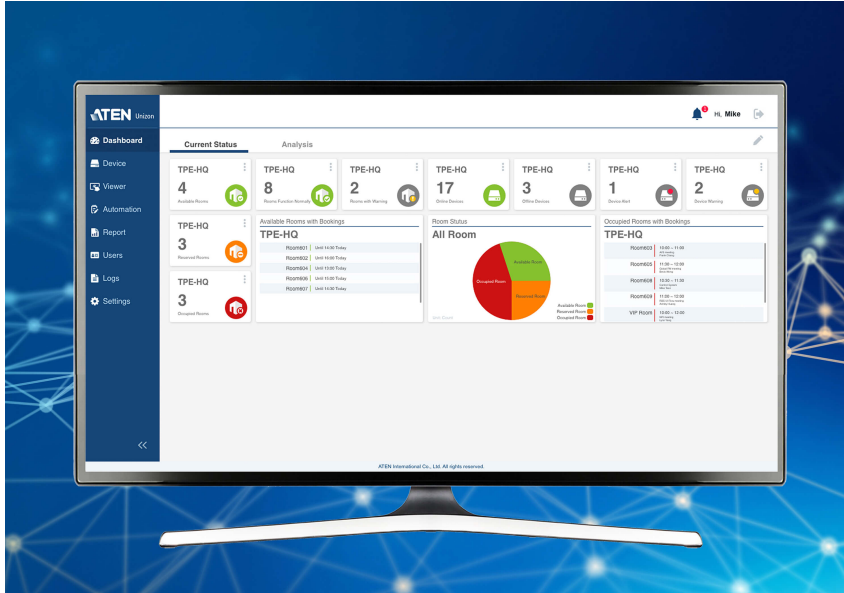 ATEN Unizon
1
Hi, Mike
Dashboard
Device
Viewer
Automation
Report
Users
Logs
Settings
<<
Current Status
Analysis
TPE-HQ
4
Available Rooms
TPE-HQ
8
Rooms Function Normally
TPE-HQ
2
Rooms with Warning
TPE-HQ
17
Online Devices
TPE-HQ
3
Offline Devices
TPE-HQ
1
Device Alert
TPE-HQ
2
Device Warning
TPE-HQ
3
Reserved Rooms
TPE-HQ
3
Occupied Rooms
Available Rooms with Bookings
TPE-HQ
Room601 Until 14:00 Today
Room602 Until 16:00 Today
Room604 Until 13:00 Today
Room606 Until 15:00 Today
Room607 Until 14:00 Today
Room Status
All Room
Available Room
Occupied Room
Reserved Room
Available Room
Reserved Room
Occupied Room
Occupied Rooms with Bookings
TPE-HQ
Room603 10:00 ~ 11:00
Room605 11:30 ~ 12:00
Room608 10:30 ~ 11:30
Room609 11:00 ~ 12:00
VIP Room 10:00 ~ 12:00
ATEN International Co., Ltd. All rights reserved.